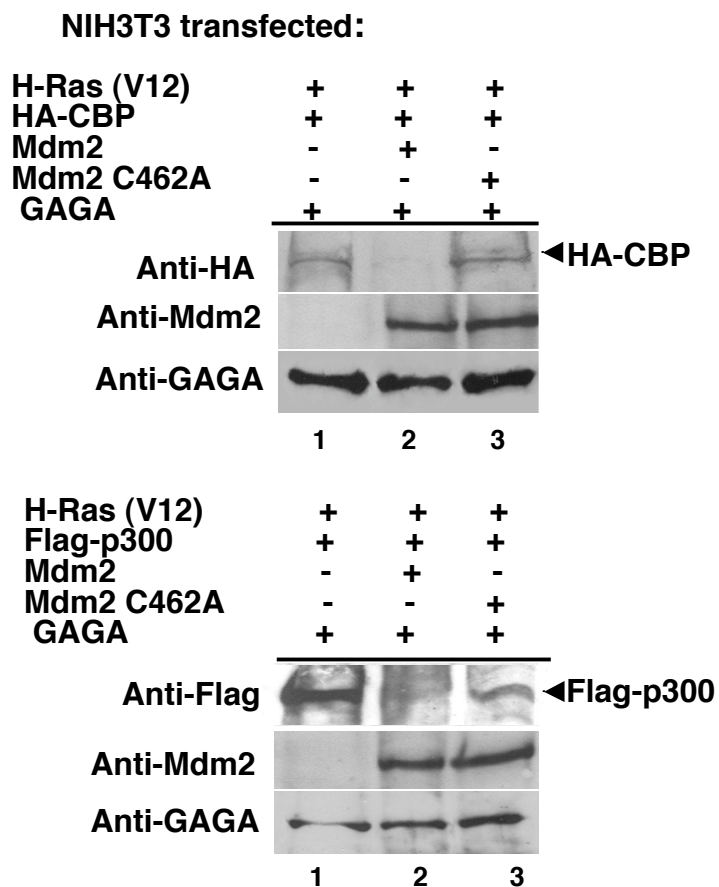 NIH3T3 transfected:
H-Ras (V12) + + +
HA-CBP + + +
Mdm2 - + -
Mdm2 C462A - - +
GAGA + + +
Anti-HA ◄HA-CBP
Anti-Mdm2
Anti-GAGA
1 2 3
H-Ras (V12) + + +
Flag-p300 + + +
Mdm2 - + -
Mdm2 C462A - - +
GAGA + + +
Anti-Flag ◄Flag-p300
Anti-Mdm2
Anti-GAGA
1 2 3